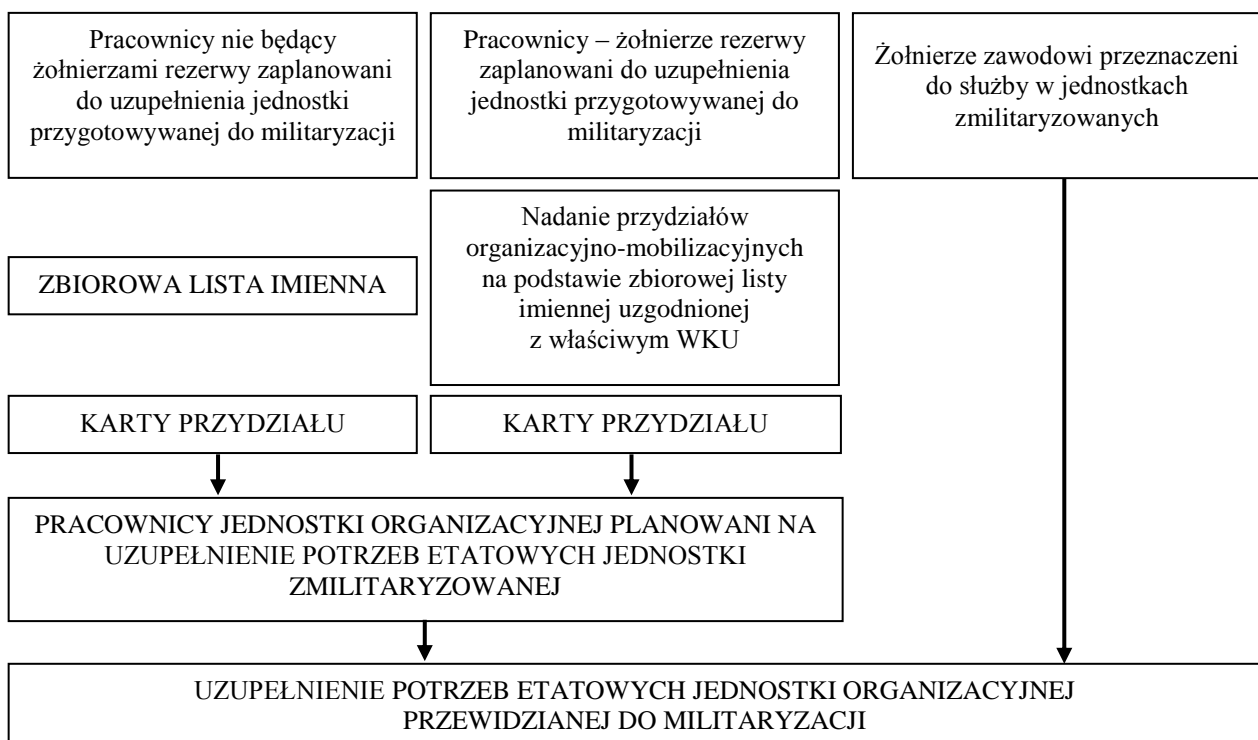 Pracownicy nie będący
żołnierzami rezerwy zaplanowani
do uzupełnienia jednostki
przygotowywanej do militaryzacji
Pracownicy – żołnierze rezerwy
zaplanowani do uzupełnienia
jednostki przygotowywanej do
militaryzacji
Żołnierze zawodowi przeznaczeni
do służby w jednostkach
zmilitaryzowanych
ZBIOROWA LISTA IMIENNA
Nadanie przydziałów
organizacyjno-mobilizacyjnych
na podstawie zbiorowej listy
imiennej uzgodnionej
z właściwym WKU
KARTY PRZYDZIAŁU
KARTY PRZYDZIAŁU
PRACOWNICY JEDNOSTKI ORGANIZACYJNEJ PLANOWANI NA
UZUPEŁNIENIE POTRZEB ETATOWYCH JEDNOSTKI
ZMILITARYZOWANEJ
UZUPEŁNIENIE POTRZEB ETATOWYCH JEDNOSTKI ORGANIZACYJNEJ
PRZEWIDZIANEJ DO MILITARYZACJI